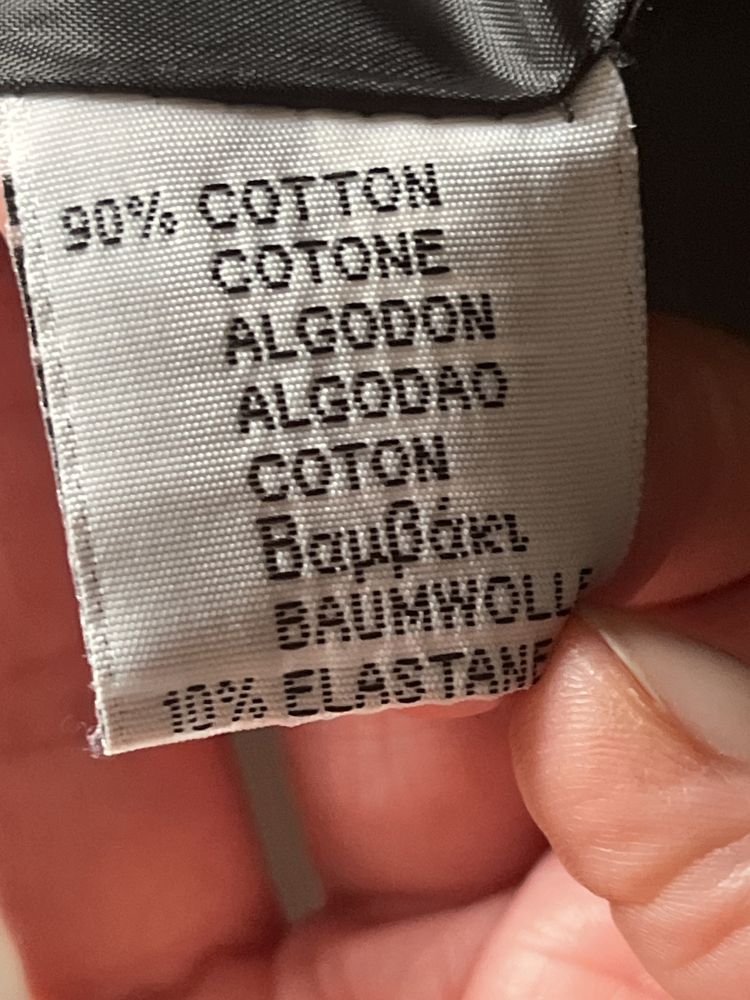 90% COTTON
COTONE
ALGODON
ALGODAO
COTON
Βαμβάκι
BAUMWOLLE
10% ELASTANE